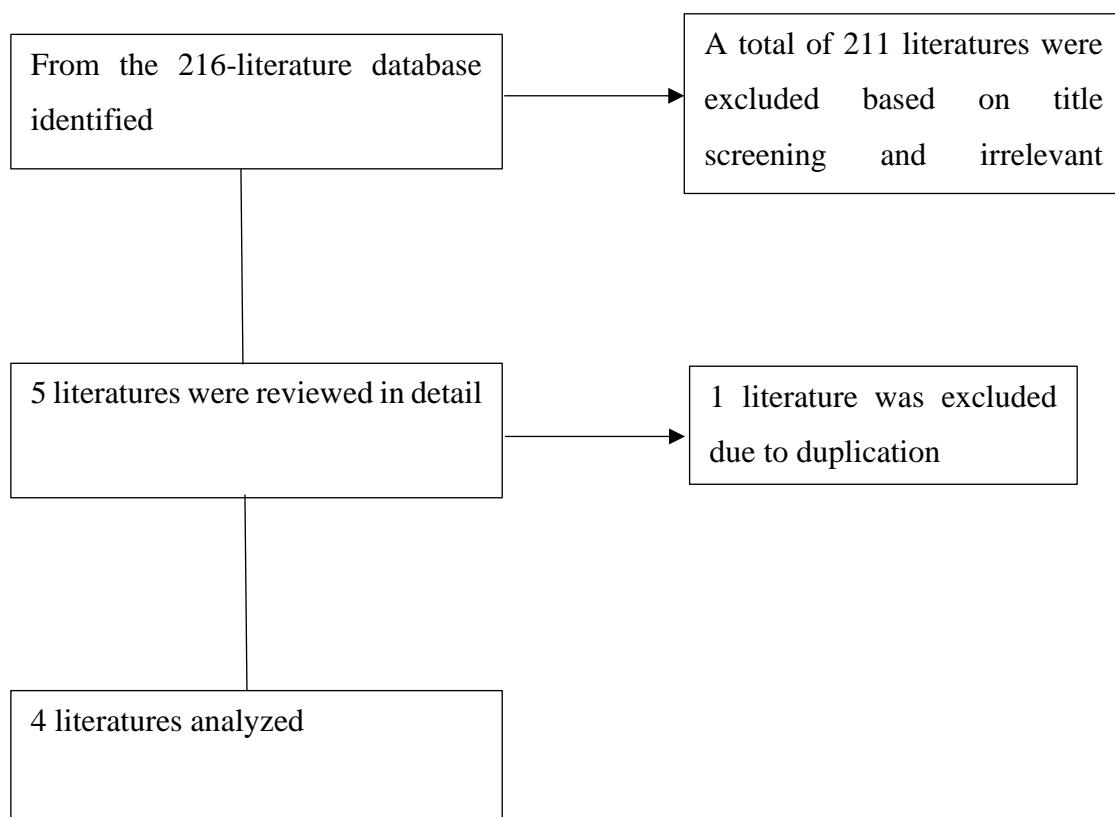 From the 216-literature database
identified
A total of 211 literatures were
excluded based on title
screening and irrelevant
5 literatures were reviewed in detail
1 literature was excluded
due to duplication
4 literatures analyzed